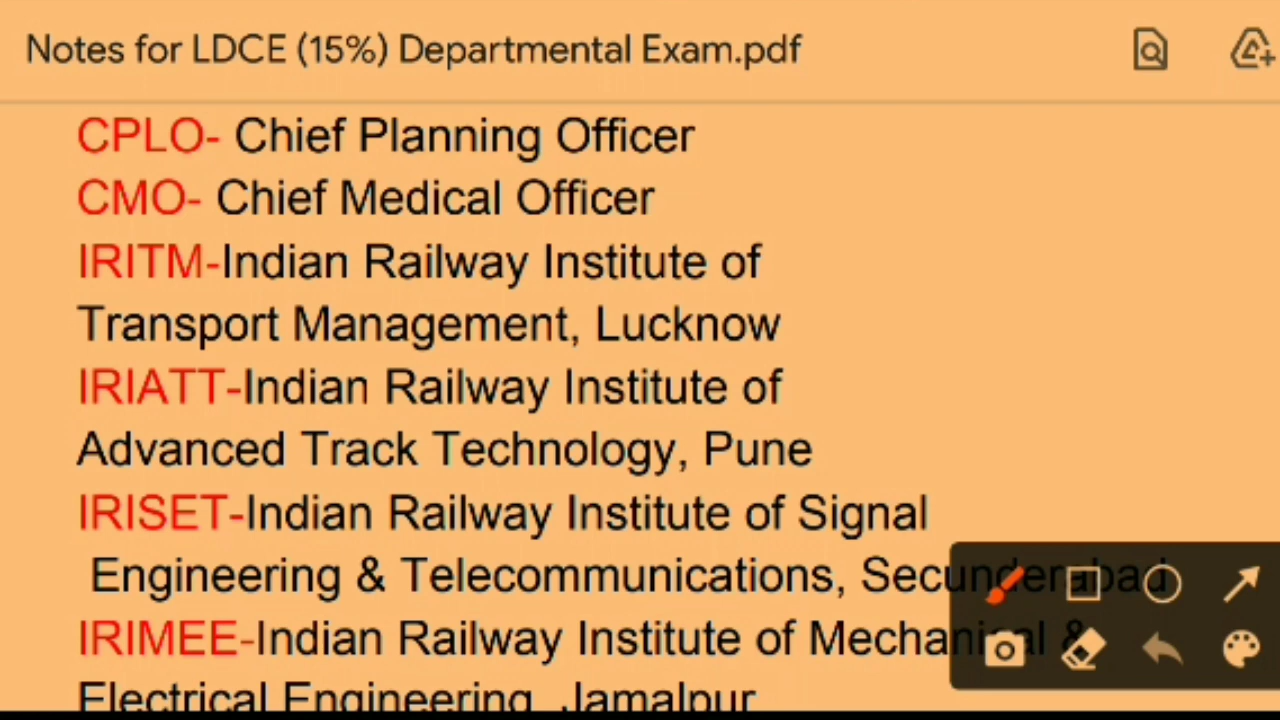 Notes for LDCE (15%) Departmental Exam.pdf
CPLO- Chief Planning Officer
CMO- Chief Medical Officer
IRITM-Indian Railway Institute of
Transport Management, Lucknow
IRIATT-Indian Railway Institute of
Advanced Track Technology, Pune
IRISET-Indian Railway Institute of Signal
Engineering & Telecommunications, Secunderabad
IRIMEE-Indian Railway Institute of Mechanical &
Electrical Engineering, Jamalpur